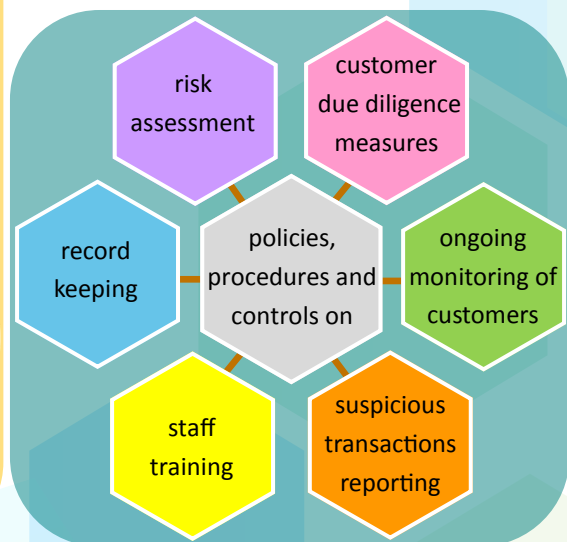 risk
assessment
customer
due diligence
measures
record
keeping
policies,
procedures and
controls on
ongoing
monitoring of
customers
staff
training
suspicious
transactions
reporting